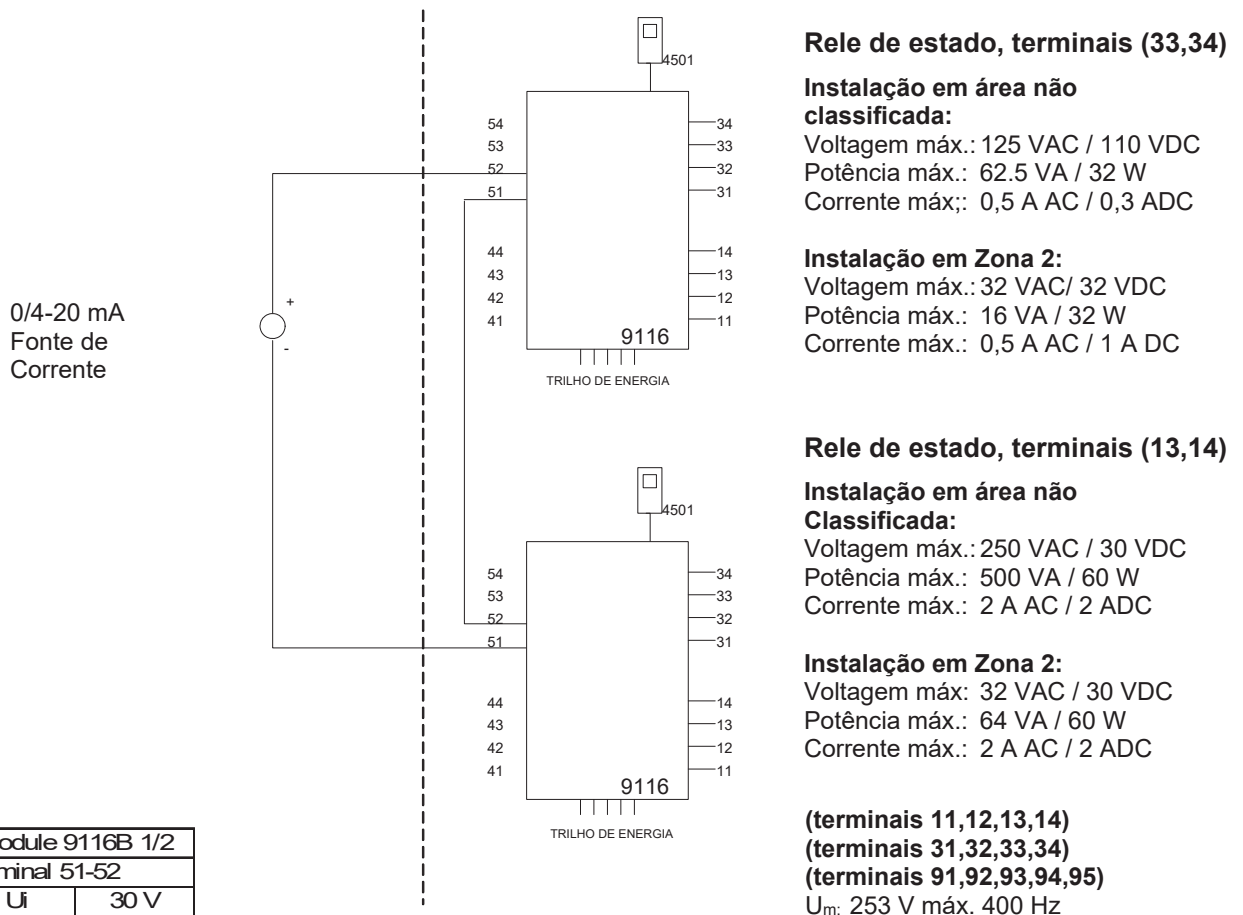 4501
54
53
52
51
44
43
42
41
34
33
32
31
14
13
12
11
9116
TRILHO DE ENERGIA
0/4-20 mA
Fonte de
Corrente
+
-
4501
54
53
52
51
44
43
42
41
34
33
32
31
14
13
12
11
9116
TRILHO DE ENERGIA
odule 9116B 1/2
minal 51-52
Ui 30 V
Rele de estado, terminais (33,34)
Instalação em área não
classificada:
Voltagem máx.: 125 VAC / 110 VDC
Potência máx.: 62.5 VA / 32 W
Corrente máx;: 0,5 A AC / 0,3 ADC
Instalação em Zona 2:
Voltagem máx.: 32 VAC/ 32 VDC
Potência máx.: 16 VA / 32 W
Corrente máx.: 0,5 A AC / 1 A DC
Rele de estado, terminais (13,14)
Instalação em área não
Classificada:
Voltagem máx.: 250 VAC / 30 VDC
Potência máx.: 500 VA / 60 W
Corrente máx.: 2 A AC / 2 ADC
Instalação em Zona 2:
Voltagem máx: 32 VAC / 30 VDC
Potência máx.: 64 VA / 60 W
Corrente máx.: 2 A AC / 2 ADC
(terminais 11,12,13,14)
(terminais 31,32,33,34)
(terminais 91,92,93,94,95)
Um: 253 V máx. 400 Hz